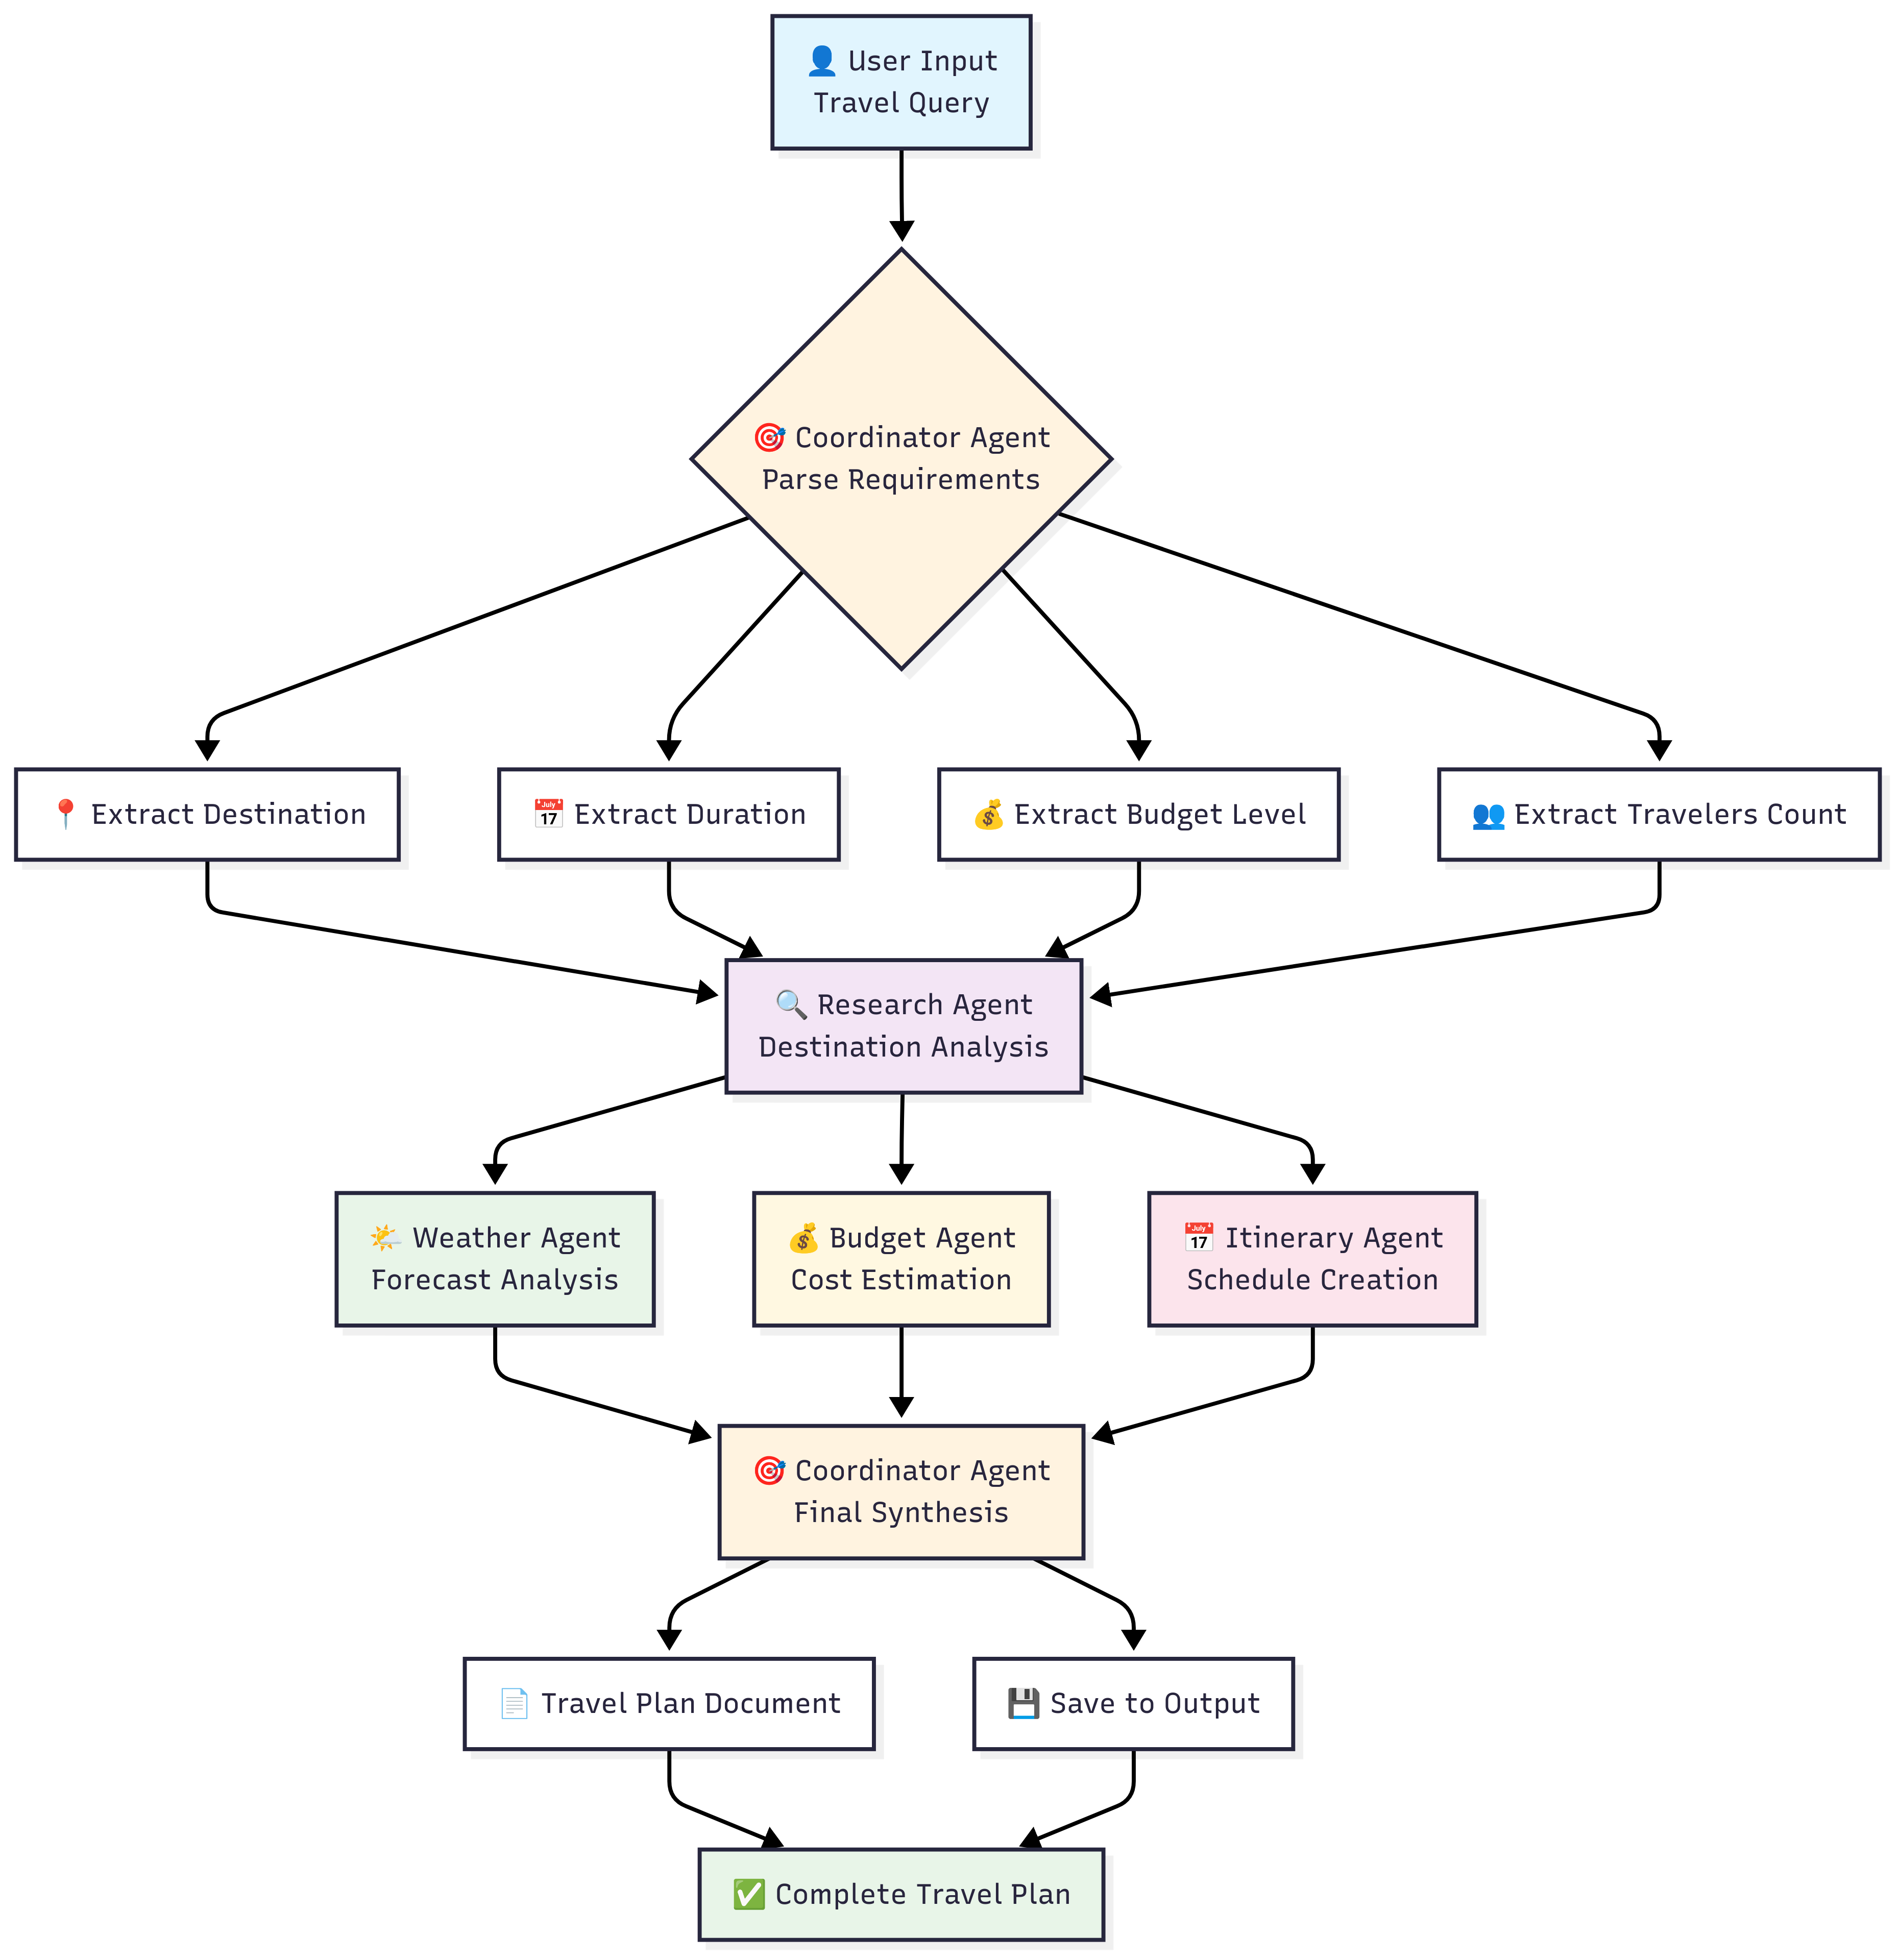 👤 User Input
Travel Query
🎯 Coordinator Agent
Parse Requirements
📍 Extract Destination
📅 Extract Duration
💰 Extract Budget Level
👥 Extract Travelers Count
🔍 Research Agent
Destination Analysis
🌤️ Weather Agent
Forecast Analysis
💰 Budget Agent
Cost Estimation
📅 Itinerary Agent
Schedule Creation
🎯 Coordinator Agent
Final Synthesis
📄 Travel Plan Document
💾 Save to Output
✅ Complete Travel Plan